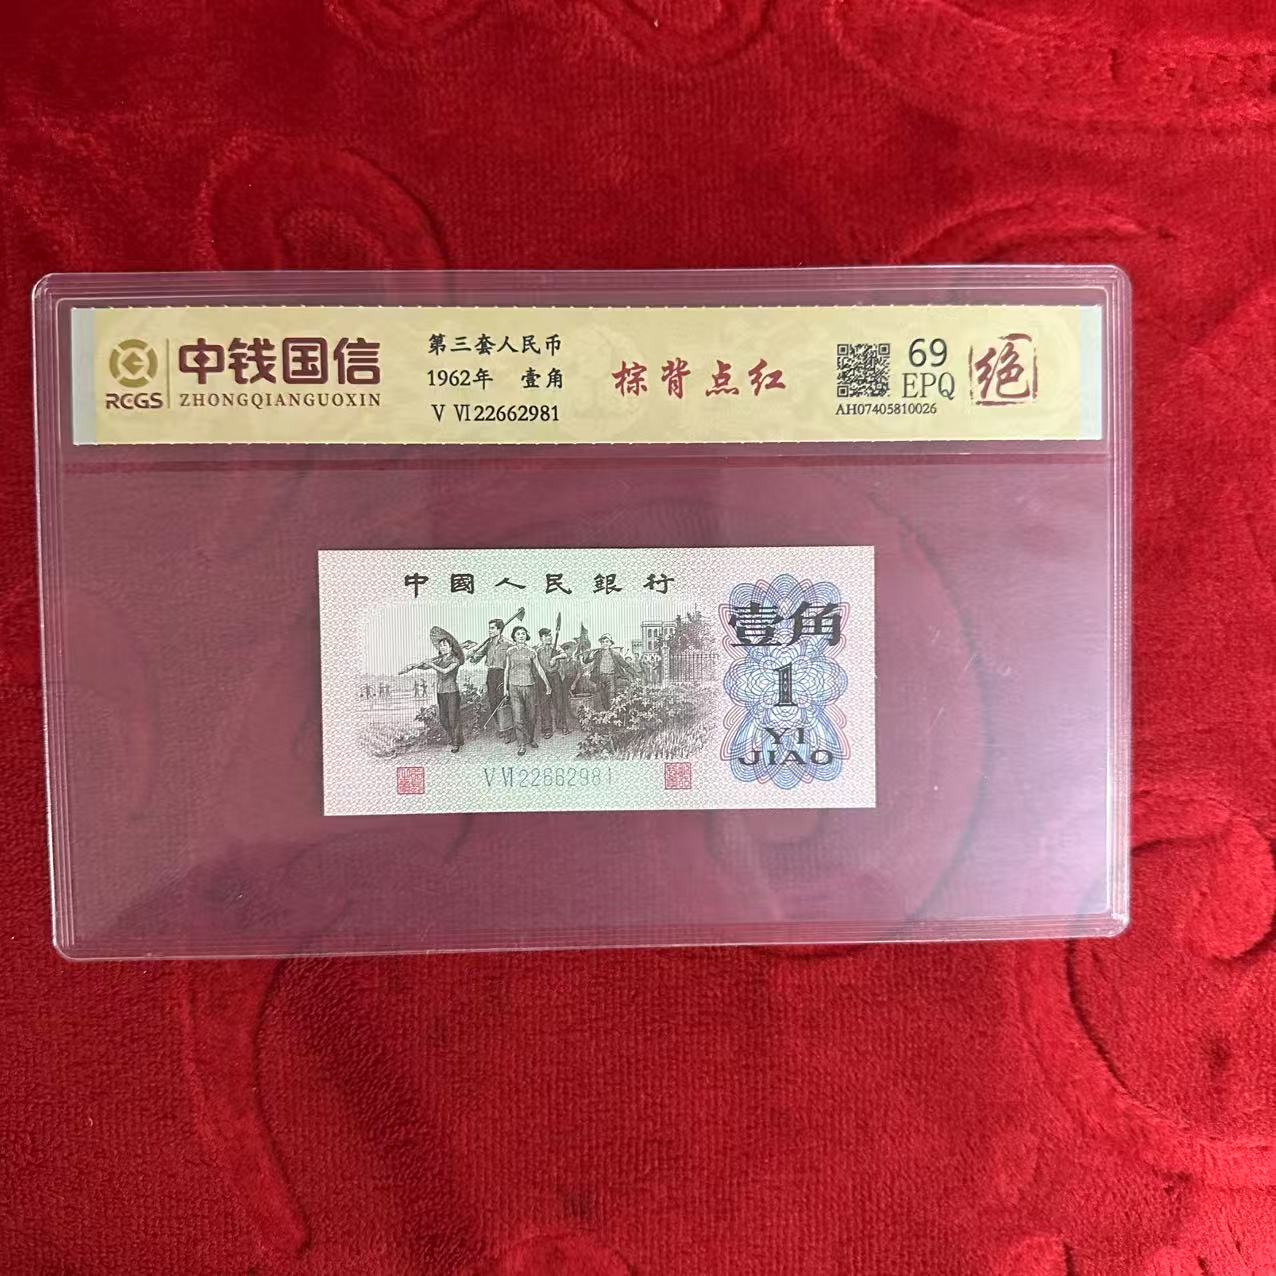 RCGS
中钱国信
ZHONGQIANGUOXIN
第三套人民币
1962年 壹角
V VI 22662981
棕背点红
69
EPQ
AH07405810026
绝
中國人民銀行
壹角
1
YI
JIAO
V VI 22662981